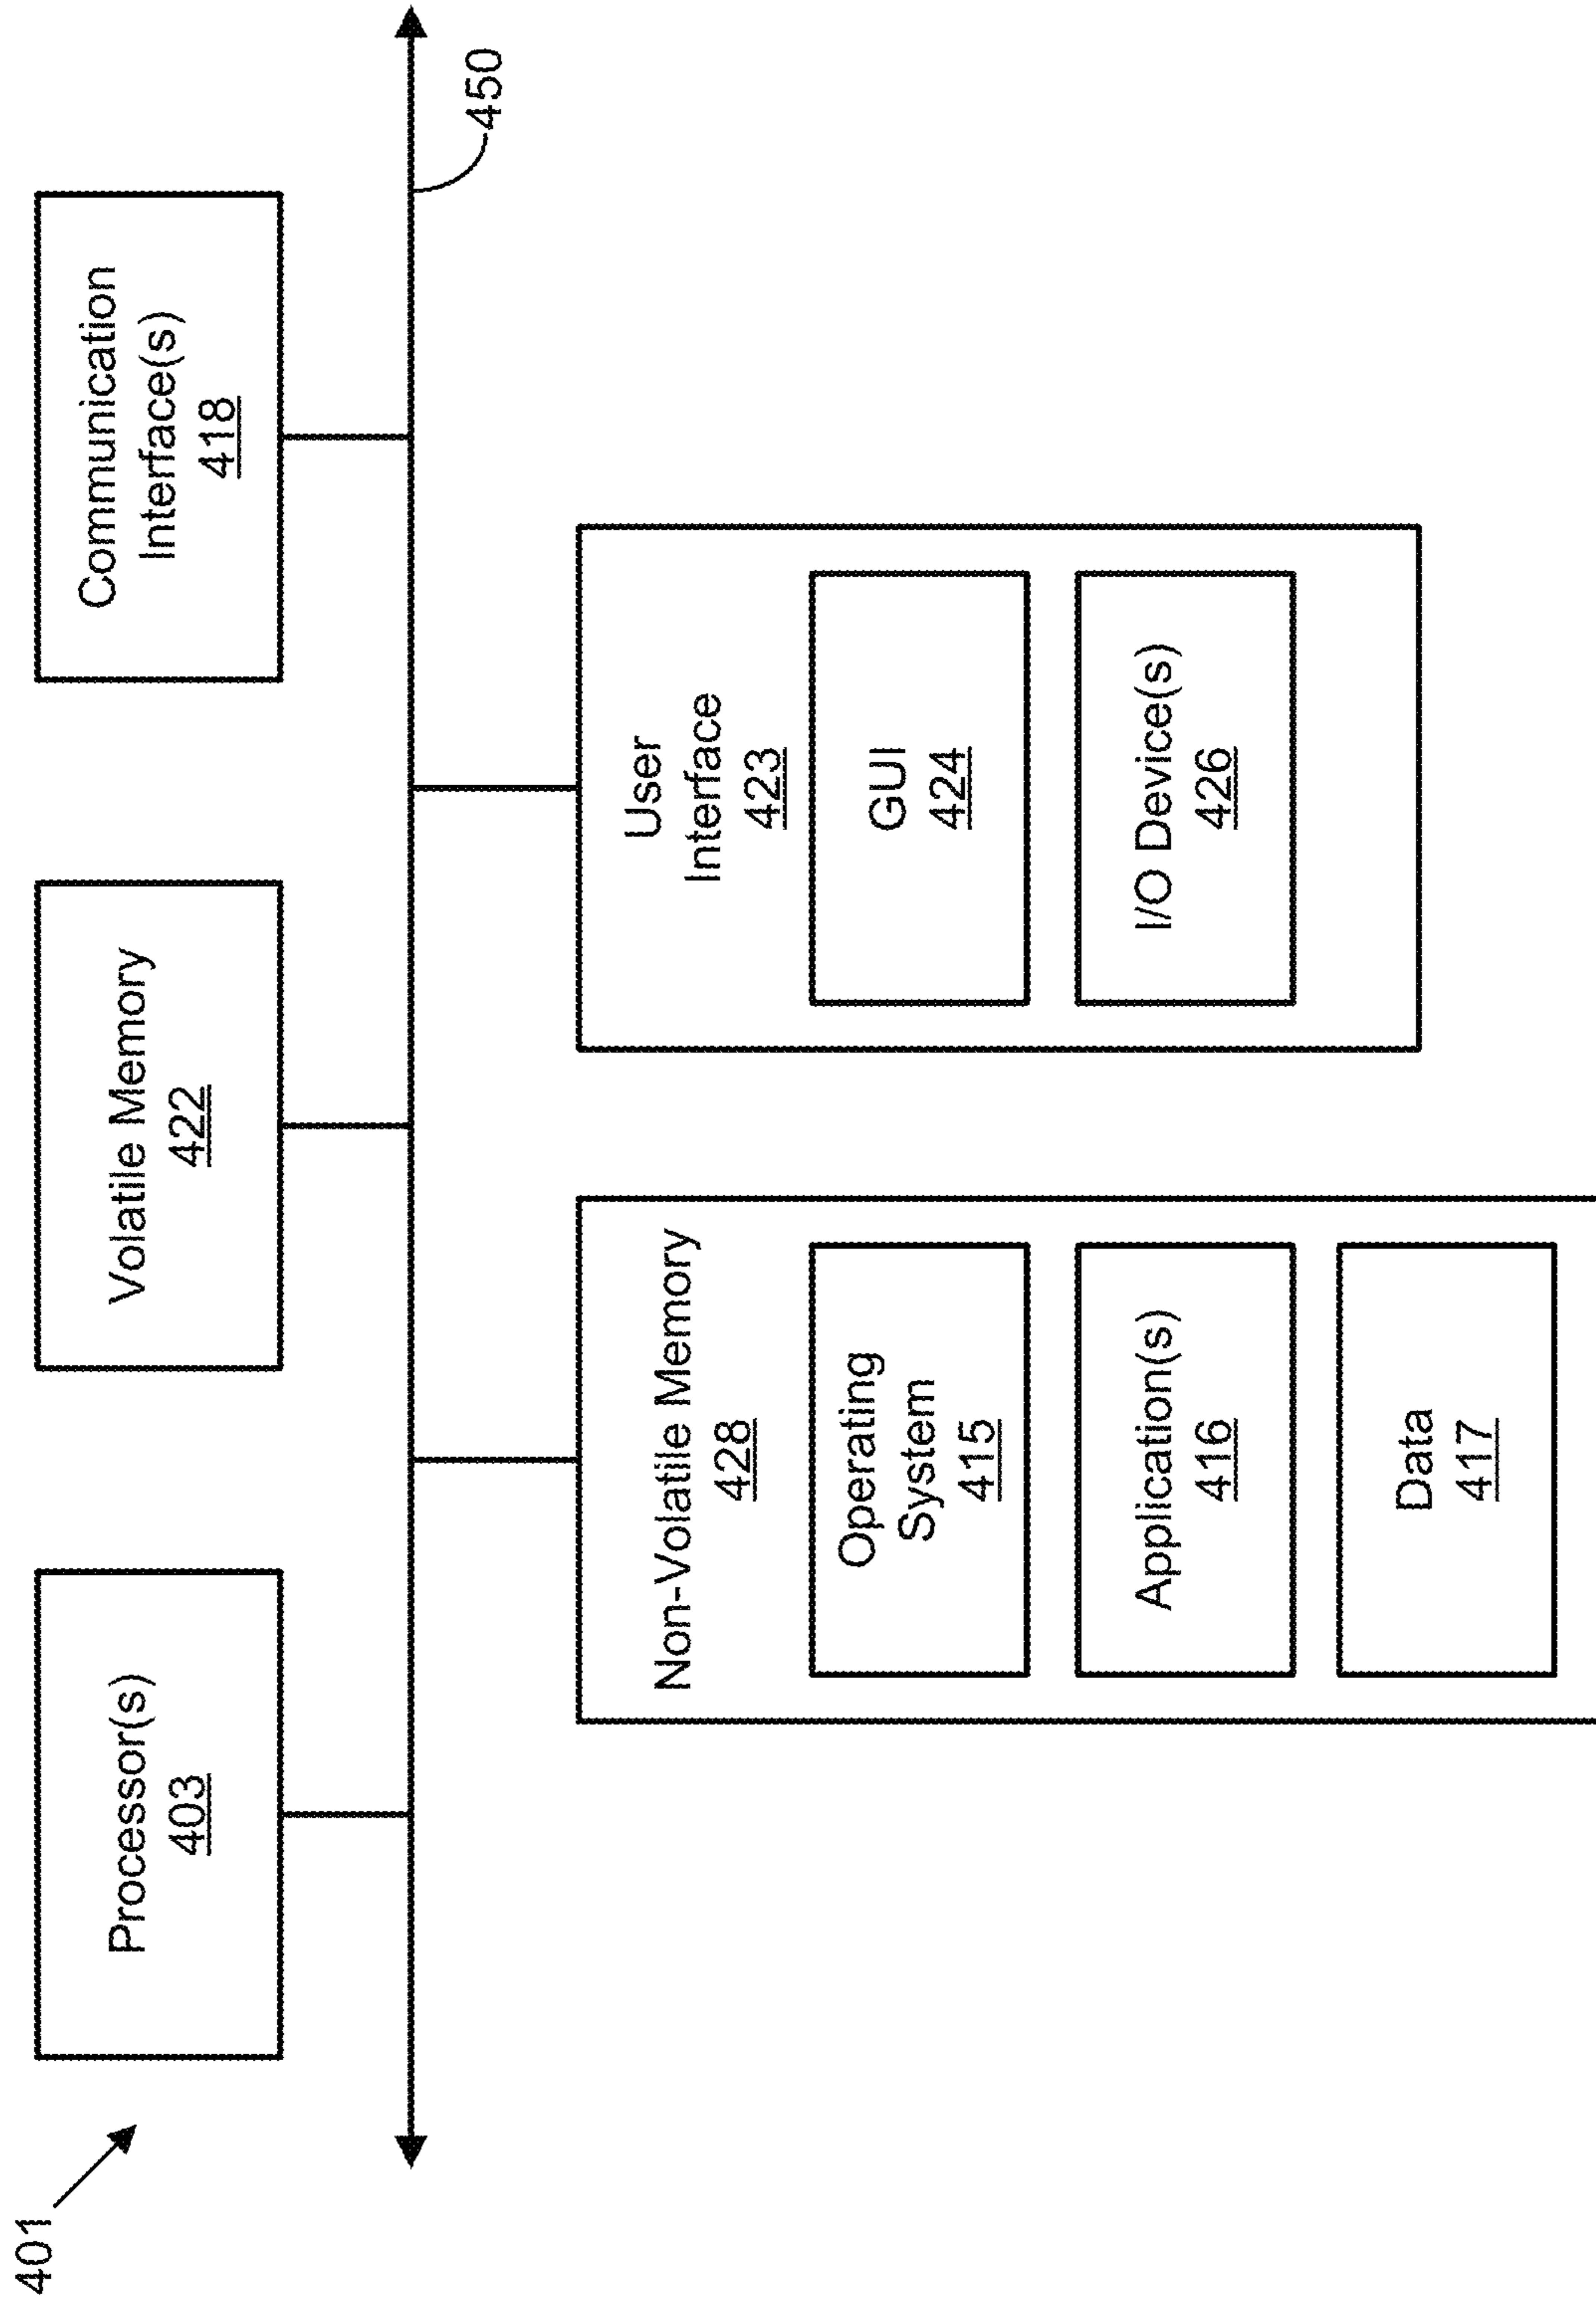 401
Processor(s)
403
Volatile Memory
422
Communication
Interface(s)
418
450
Non-Volatile Memory
428
Operating
System
415
Application(s)
416
Data
417
User
Interface
423
GUI
424
I/O Device(s)
426